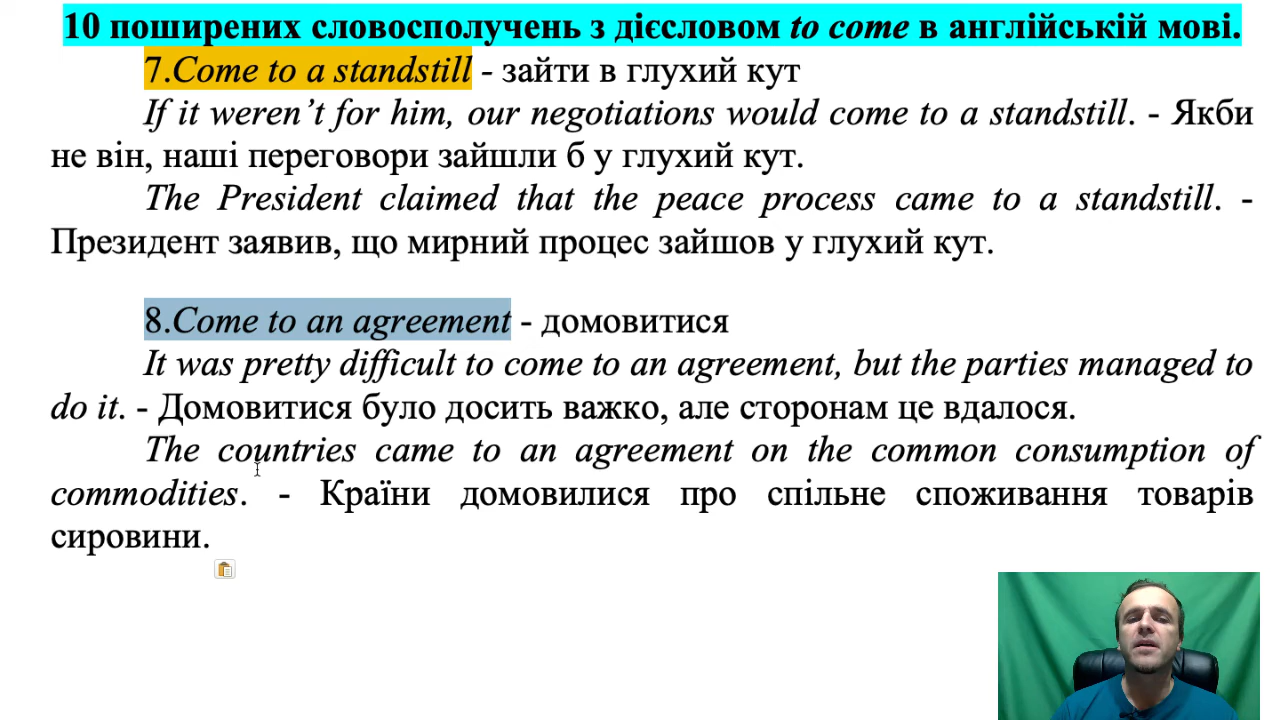 10 поширених словосполучень з дієсловом to come в англійській мові.
7.Come to a standstill - зайти в глухий кут
If it weren’t for him, our negotiations would come to a standstill. - Якби
не він, наші переговори зайшли б у глухий кут.
The President claimed that the peace process came to a standstill. -
Президент заявив, що мирний процес зайшов у глухий кут.
8.Come to an agreement - домовитися
It was pretty difficult to come to an agreement, but the parties managed to
do it. - Домовитися було досить важко, але сторонам це вдалося.
The countries came to an agreement on the common consumption of
commodities. - Країни домовилися про спільне споживання товарів
сировини.